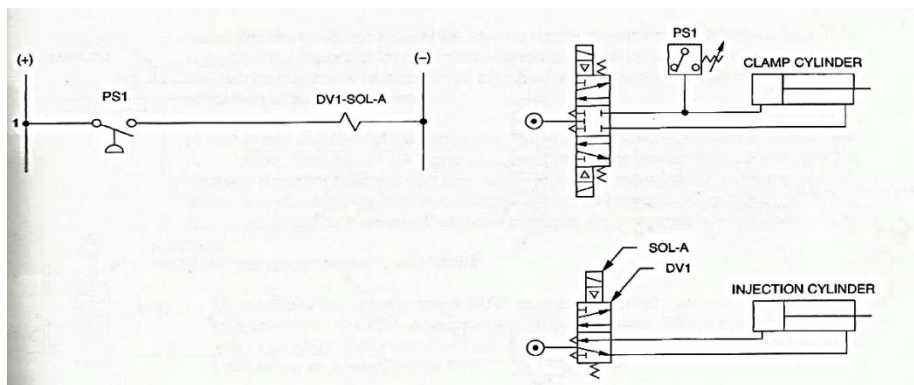 (+)
(–)
PS1
DV1-SOL-A
1
PS1
CLAMP CYLINDER
SOL-A
DV1
INJECTION CYLINDER